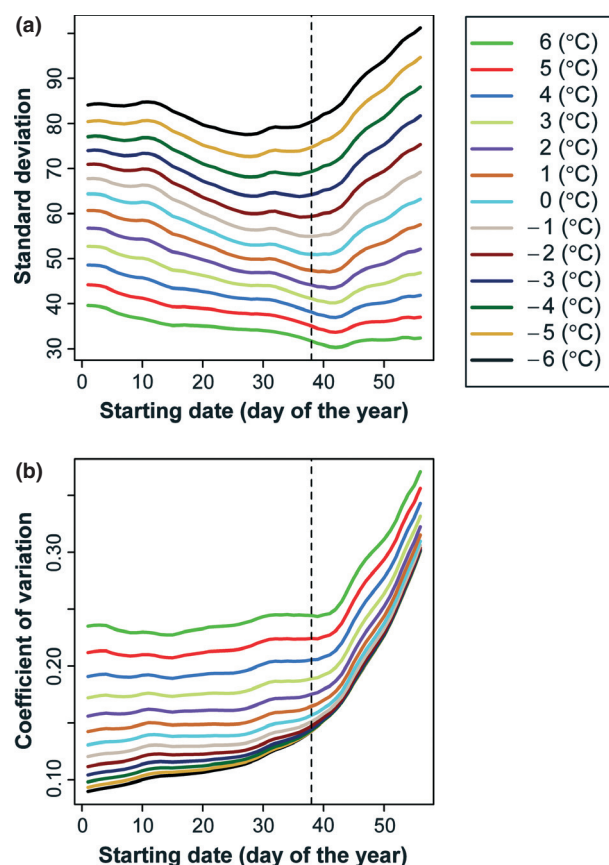 (a)
Standard deviation
90
80
70
60
50
40
30
0 10 20 30 40 50
Starting date (day of the year)
6 (°C)
5 (°C)
4 (°C)
3 (°C)
2 (°C)
1 (°C)
0 (°C)
−1 (°C)
−2 (°C)
−3 (°C)
−4 (°C)
−5 (°C)
−6 (°C)
(b)
Coefficient of variation
0.30
0.20
0.10
0 10 20 30 40 50
Starting date (day of the year)